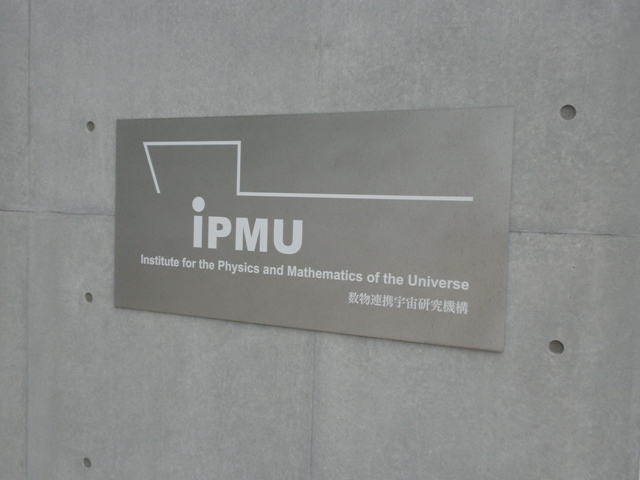 iPMU
Institute for the Physics and Mathematics of the Universe
数物連携宇宙研究機構